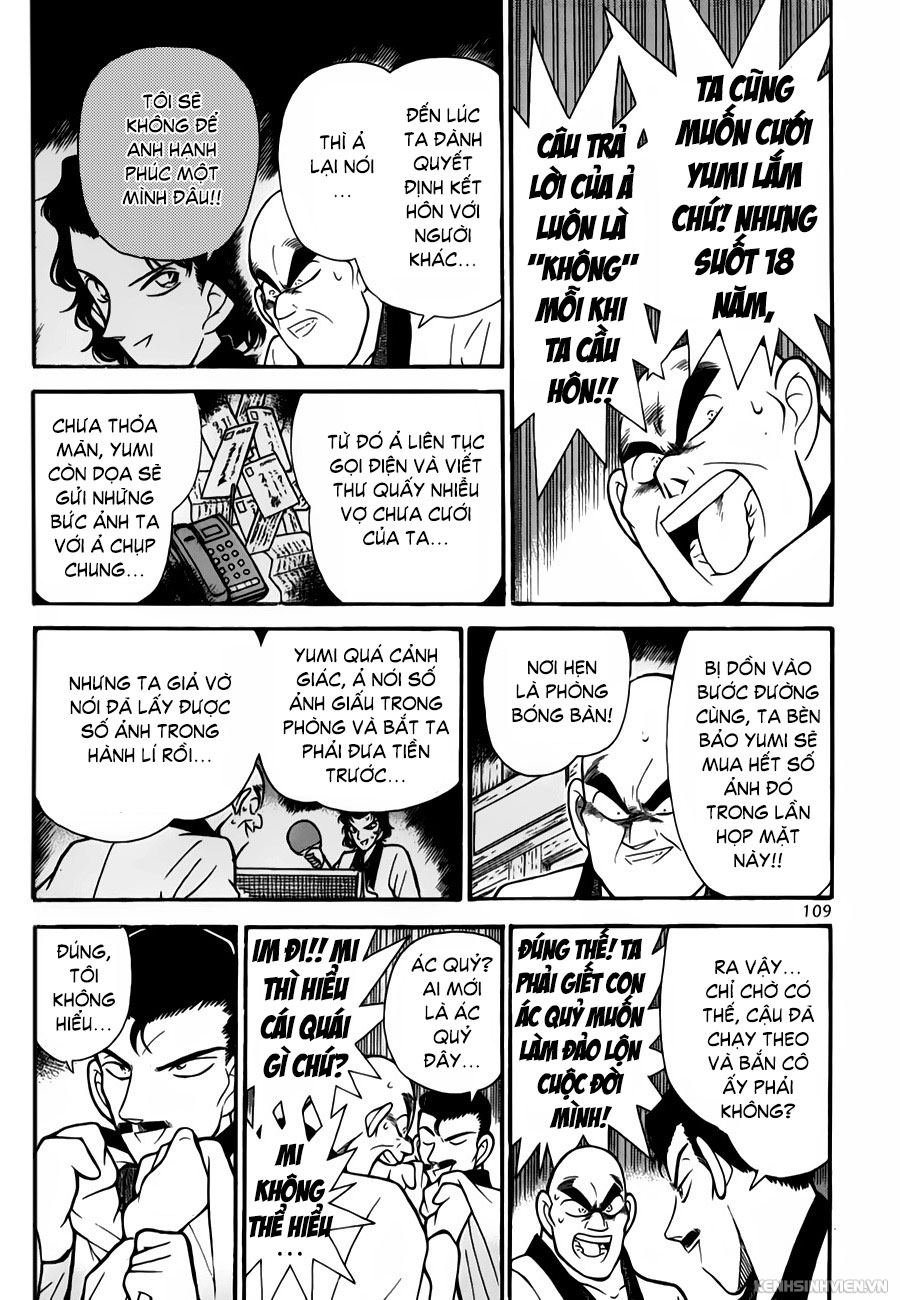 TA CŨNG
MUỐN CƯỚI
YUMI LẮM
CHỨ! NHƯNG
SUỐT 18
NĂM,
CÂU TRẢ
LỜI CỦA Ả
LUÔN LÀ
"KHÔNG"
MỖI KHI
TA CẦU
HÔN!!
ĐẾN LÚC
TA ĐÀNH
QUYẾT
ĐỊNH KẾT
HÔN VỚI
NGƯỜI
KHÁC...
THÌ Ả
LẠI NÓI
...
TÔI SẼ
KHÔNG ĐỂ
ANH HẠNH
PHÚC MỘT
MÌNH ĐÂU!!
TỪ ĐÓ Ả LIÊN TỤC
GỌI ĐIỆN VÀ VIẾT
THƯ QUẤY NHIỄU
VỢ CHƯA CƯỚI
CỦA TA...
CHƯA THỎA
MÃN, YUMI
CÒN DỌA SẼ
GỬI NHỮNG
BỨC ẢNH TA
VỚI Ả CHỤP
CHUNG...
BỊ DỒN VÀO
BƯỚC ĐƯỜNG
CÙNG, TA BÈN
BẢO YUMI SẼ
MUA HẾT SỐ
ẢNH ĐÓ
TRONG LẦN
HỌP MẶT
NÀY!!
NƠI HẸN
LÀ PHÒNG
BÓNG BÀN!
YUMI QUÁ CẢNH
GIÁC, Ả NÓI SỐ
ẢNH GIẤU TRONG
PHÒNG VÀ BẮT TA
PHẢI ĐƯA TIỀN
TRƯỚC...
NHƯNG TA GIẢ VỜ
NÓI ĐÃ LẤY ĐƯỢC
SỐ ẢNH TRONG
HÀNH LÍ RỒI...
109
RA VẬY...
CHỈ CHỜ CÓ
THẾ, CẬU ĐÃ
CHẠY THEO
VÀ BẮN CÔ
ẤY PHẢI
KHÔNG?
ĐÚNG THẾ! TA
PHẢI GIẾT CON
ÁC QUỶ MUỐN
LÀM ĐẢO LỘN
CUỘC ĐỜI
MÌNH!
ÁC QUỶ?
AI MỚI
LÀ ÁC
QUỶ
ĐÂY...
IM ĐI!! MI
THÌ HIỂU
CÁI QUÁI
GÌ CHỨ?
MI
KHÔNG
THỂ HIỂU
...
ĐÚNG,
TÔI
KHÔNG
HIỂU...
KENHSINHVIEN.VN